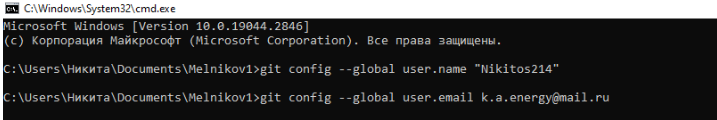 C:\Windows\System32\cmd.exe
Microsoft Windows [Version 10.0.19044.2846]
(c) Корпорация Майкрософт (Microsoft Corporation). Все права защищены.
C:\Users\Никита\Documents\Melnikov1>git config --global user.name "Nikitos214"
C:\Users\Никита\Documents\Melnikov1>git config --global user.email k.a.energy@mail.ru